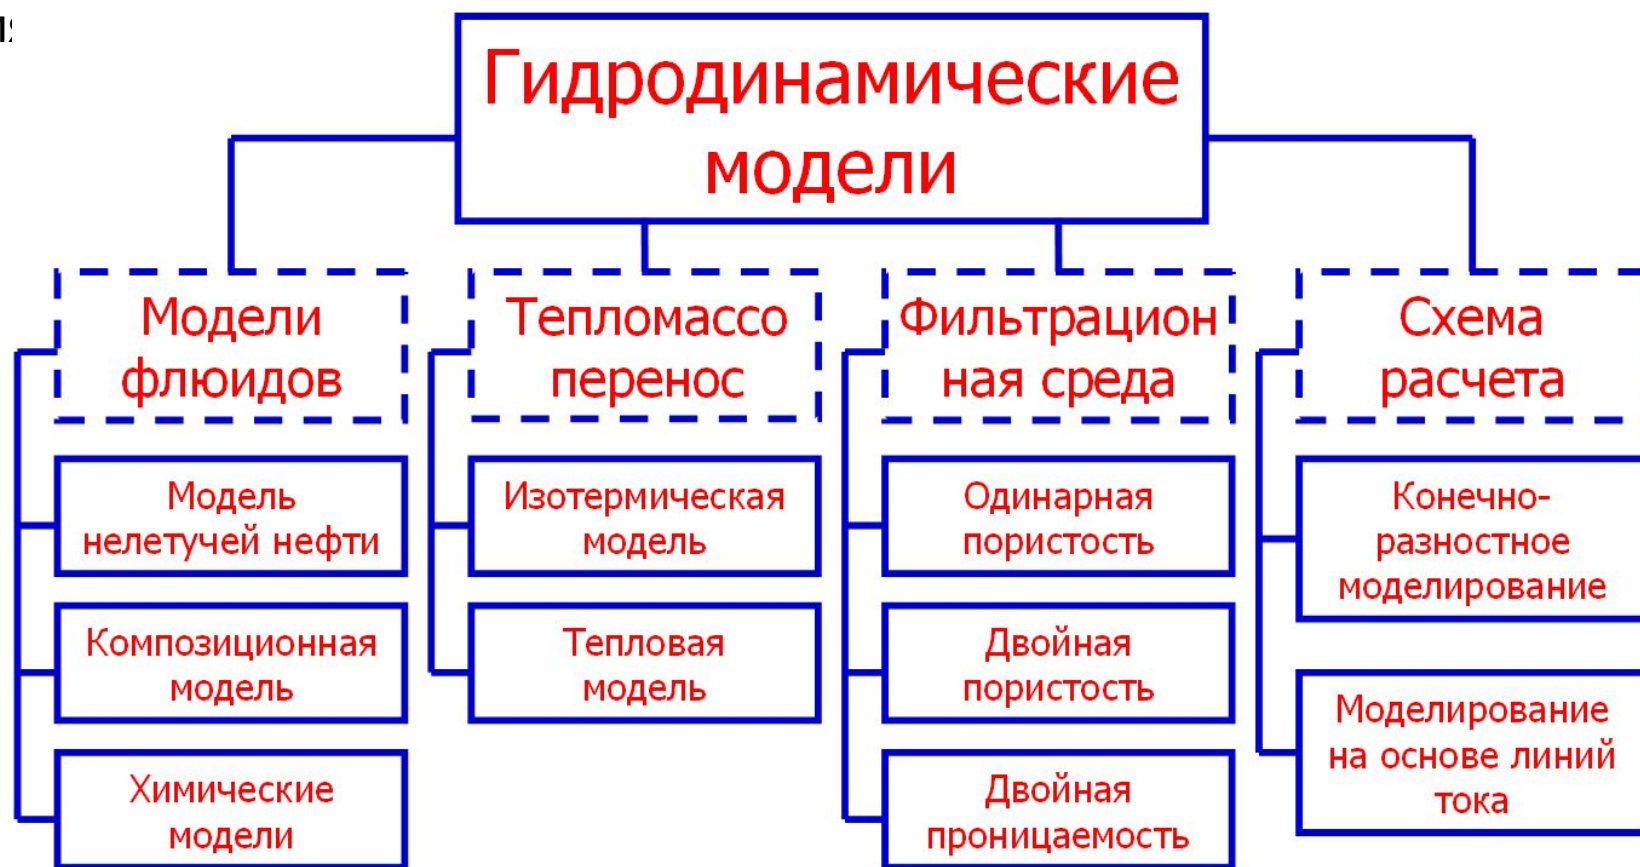 Гидродинамические
модели
Модели
флюидов
Модель
нелетучей нефти
Композиционная
модель
Химические
модели
Тепломассо
перенос
Изотермическая
модель
Тепловая
модель
Фильтрацион
ная среда
Одинарная
пористость
Двойная
пористость
Двойная
проницаемость
Схема
расчета
Конечно-
разностное
моделирование
Моделирование
на основе линий
тока